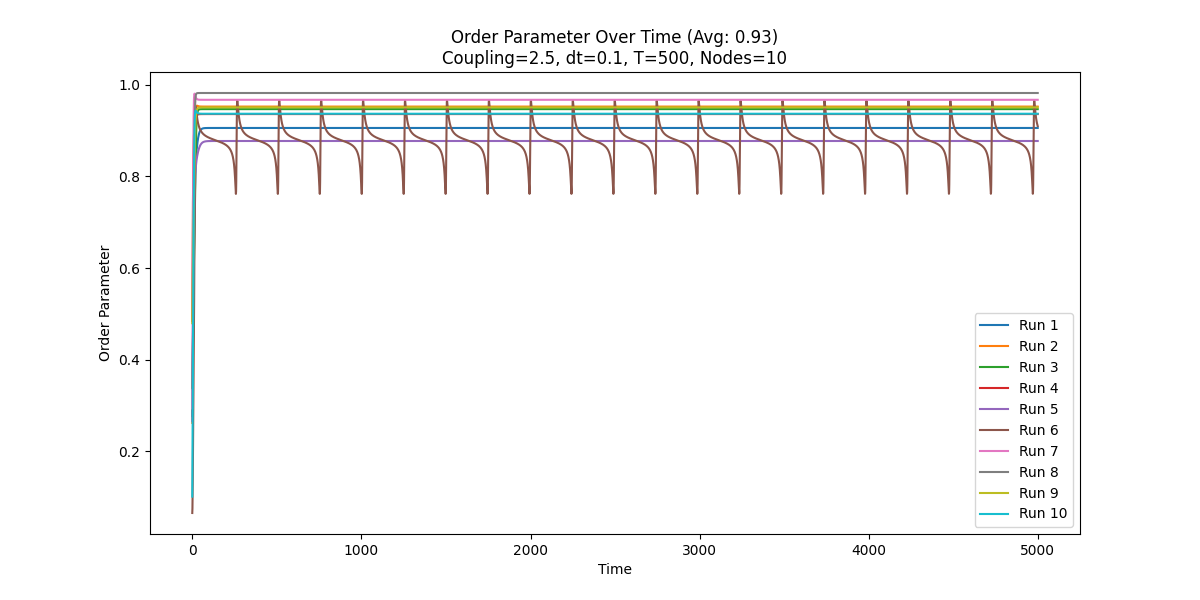 Order Parameter Over Time (Avg: 0.93)
Coupling=2.5, dt=0.1, T=500, Nodes=10
Order Parameter
1.0
0.8
0.6
0.4
0.2
0 1000 2000 3000 4000 5000
Time
Run 1
Run 2
Run 3
Run 4
Run 5
Run 6
Run 7
Run 8
Run 9
Run 10